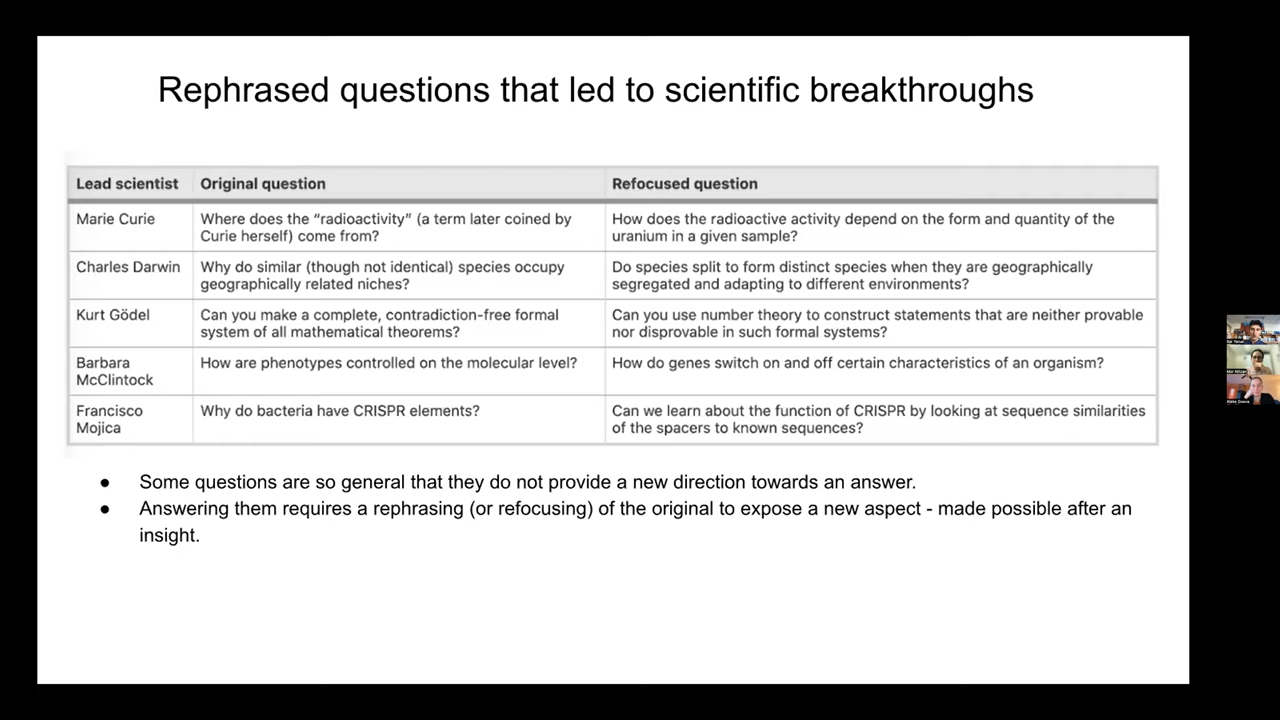 Rephrased questions that led to scientific breakthroughs
Lead scientist Original question Refocused question
Marie Curie Where does the “radioactivity” (a term later coined by How does the radioactive activity depend on the form and quantity of the
Curie herself) come from? uranium in a given sample?
Charles Darwin Why do similar (though not identical) species occupy Do species split to form distinct species when they are geographically
geographically related niches? segregated and adapting to different environments?
Kurt Gödel Can you make a complete, contradiction-free formal Can you use number theory to construct statements that are neither provable
system of all mathematical theorems? nor disprovable in such formal systems?
Barbara How are phenotypes controlled on the molecular level? How do genes switch on and off certain characteristics of an organism?
McClintock
Francisco Why do bacteria have CRISPR elements? Can we learn about the function of CRISPR by looking at sequence similarities
Mojica of the spacers to known sequences?
● Some questions are so general that they do not provide a new direction towards an answer.
● Answering them requires a rephrasing (or refocusing) of the original to expose a new aspect - made possible after an
insight.